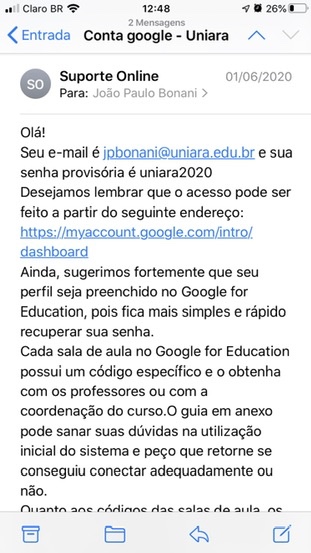 Claro BR 12:48 26%
2 Mensagens
Entrada Conta google - Uniara
SO Suporte Online 01/06/2020
Para: João Paulo Bonani
Olá!
Seu e-mail é jpbonani@uniara.edu.br e sua
senha provisória é uniara2020
Desejamos lembrar que o acesso pode ser
feito a partir do seguinte endereço:
https://myaccount.google.com/intro/
dashboard
Ainda, sugerimos fortemente que seu
perfil seja preenchido no Google for
Education, pois fica mais simples e rápido
recuperar sua senha.
Cada sala de aula no Google for Education
possui um código específico e o obtenha
com os professores ou com a
coordenação do curso.O guia em anexo
pode sanar suas dúvidas na utilização
inicial do sistema e peço que retorne se
conseguiu conectar adequadamente ou
não.
Quanto aos códigos das salas de aula, os